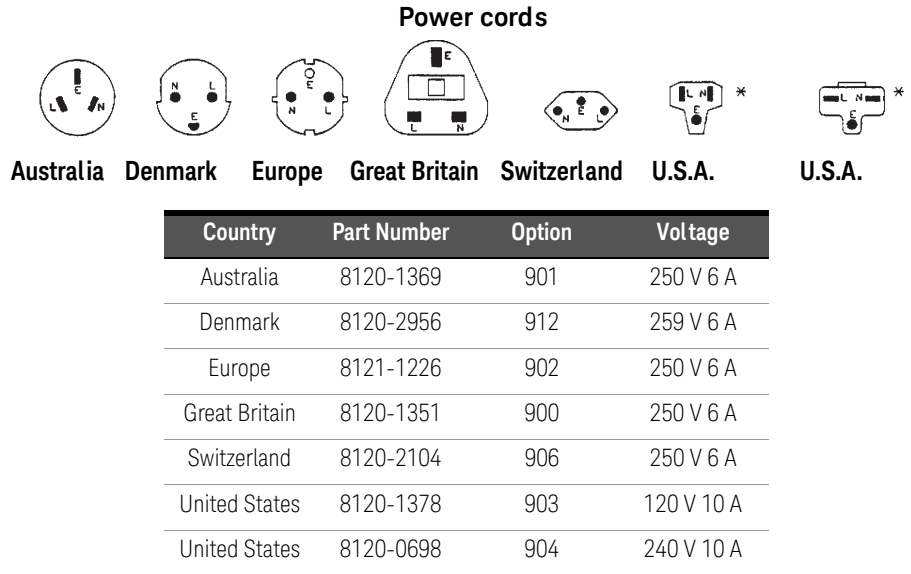 Power cords
E L N
N L E
E N L
E L N
N E L
L N E *
L N E *
Australia Denmark Europe Great Britain Switzerland U.S.A. U.S.A.
Country Part Number Option Voltage
Australia 8120-1369 901 250 V 6 A
Denmark 8120-2956 912 259 V 6 A
Europe 8121-1226 902 250 V 6 A
Great Britain 8120-1351 900 250 V 6 A
Switzerland 8120-2104 906 250 V 6 A
United States 8120-1378 903 120 V 10 A
United States 8120-0698 904 240 V 10 A